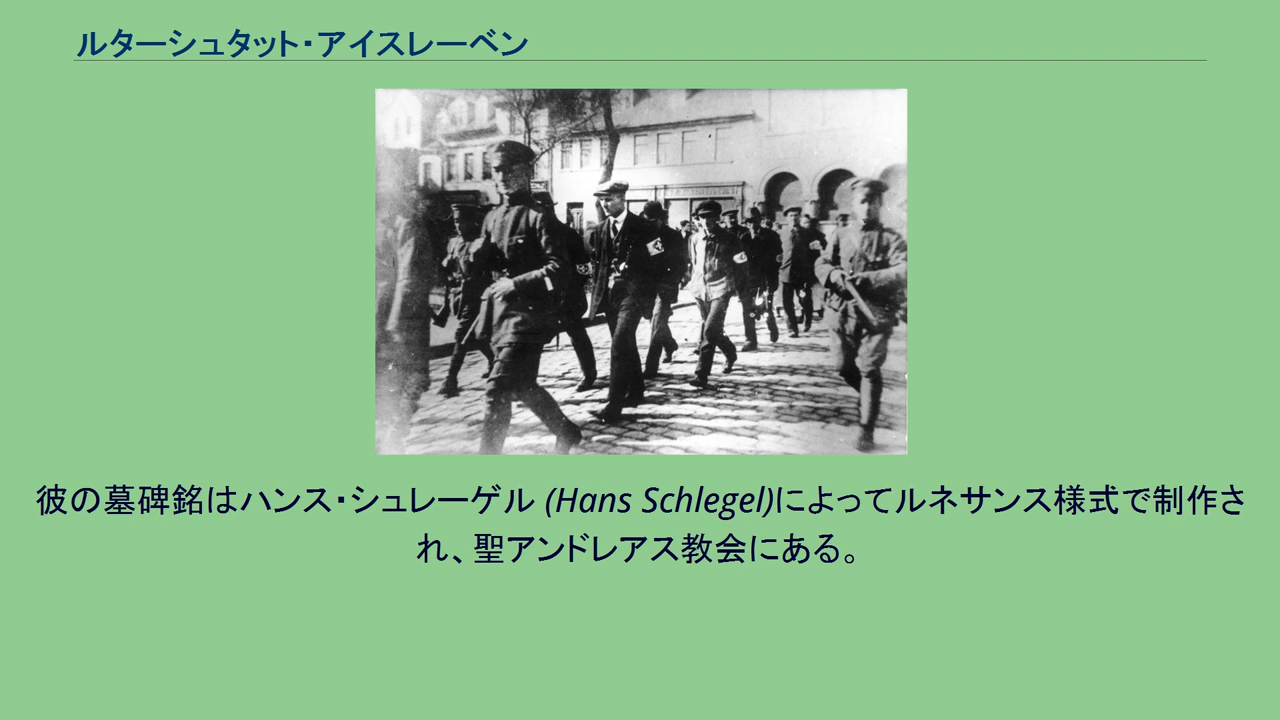 ルターシュタット・アイスレーベン
彼の墓碑銘はハンス・シュレーゲル (Hans Schlegel)によってルネサンス様式で制作さ
れ、聖アンドレアス教会にある。